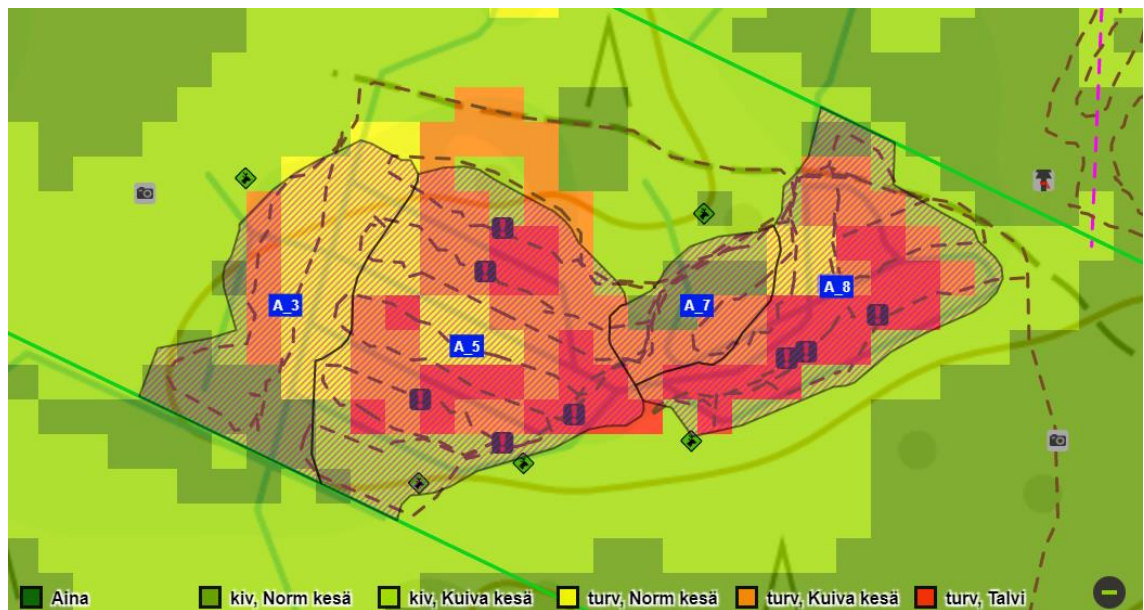 A_3
A_7
A_8
A_5
Aina
kiv, Norm kesä
kiv, Kuiva kesä
turv, Norm kesä
turv, Kuiva kesä
turv, Talvi